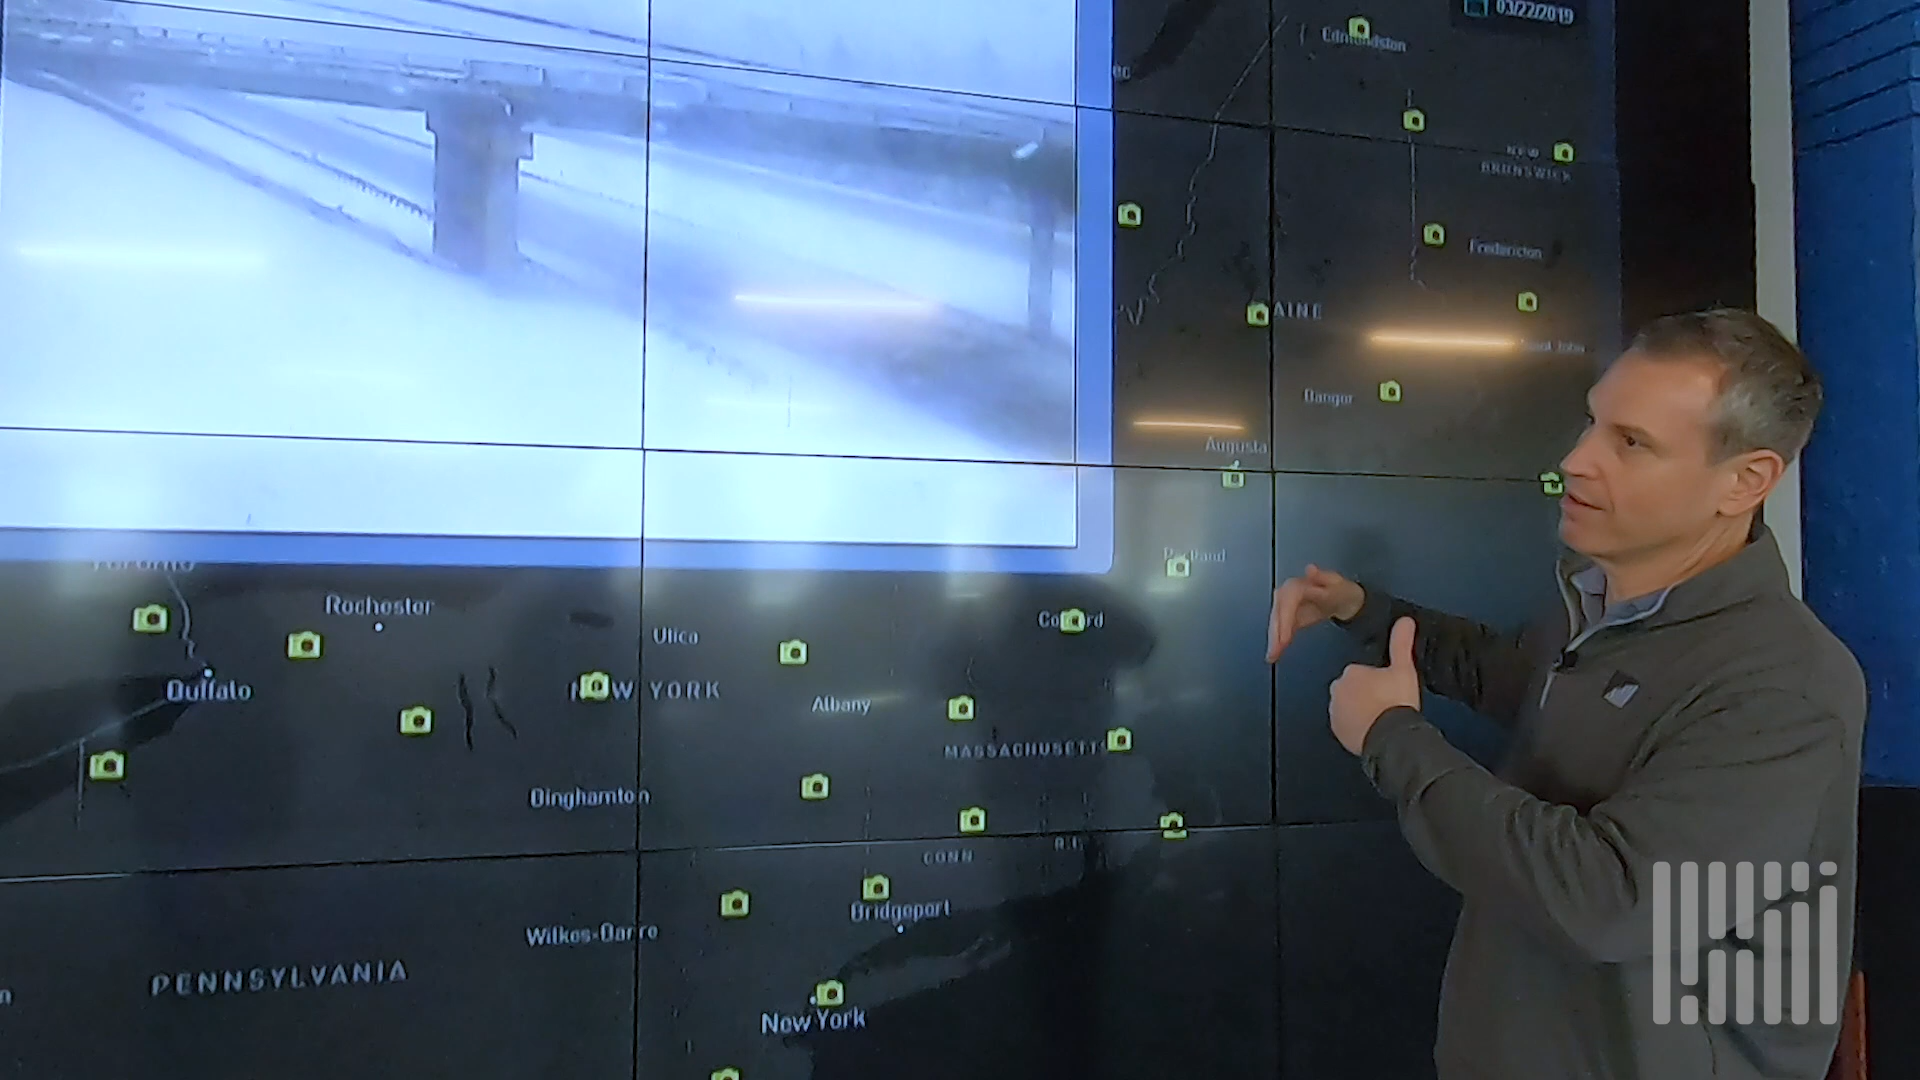 03/22/2019
Edmundston
NEW
BRUNSWICK
Fredericton
AINE
Bangor
Augusta
Portland
Rochester
Utica
Buffalo
NEW YORK
Albany
MASSACHUSETTS
Binghamton
CONN
R.I.
Bridgeport
Wilkes-Barre
PENNSYLVANIA
New York